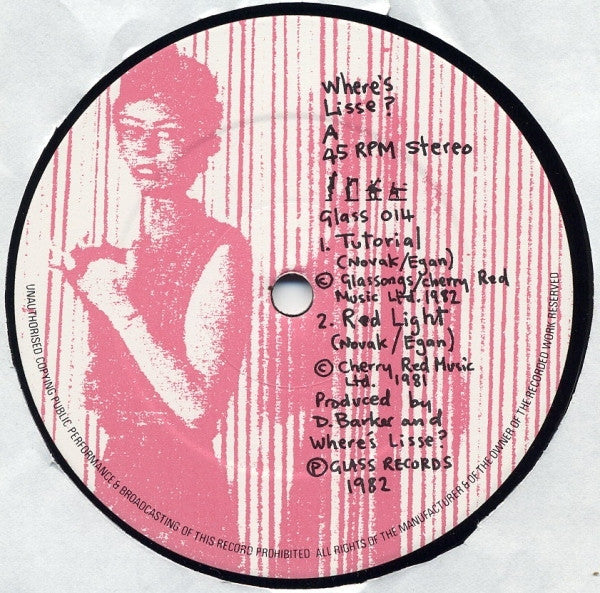 Where's
Lisse?
A
45 RPM Stereo
Glass 014
1. Tutorial
(Novak/Egan)
© Glassongs/Cherry Red
Music Ltd. 1982
2. Red Light
(Novak/Egan)
© Cherry Red Music
Ltd. 1981
Produced by
D. Barker and
Where's Lisse?
Ⓟ GLASS RECORDS
1982
UNAUTHORISED COPYING PUBLIC PERFORMANCE & BROADCASTING OF THIS RECORD PROHIBITED ALL RIGHTS OF THE MANUFACTURER & OF THE OWNER OF THE RECORDED WORK RESERVED